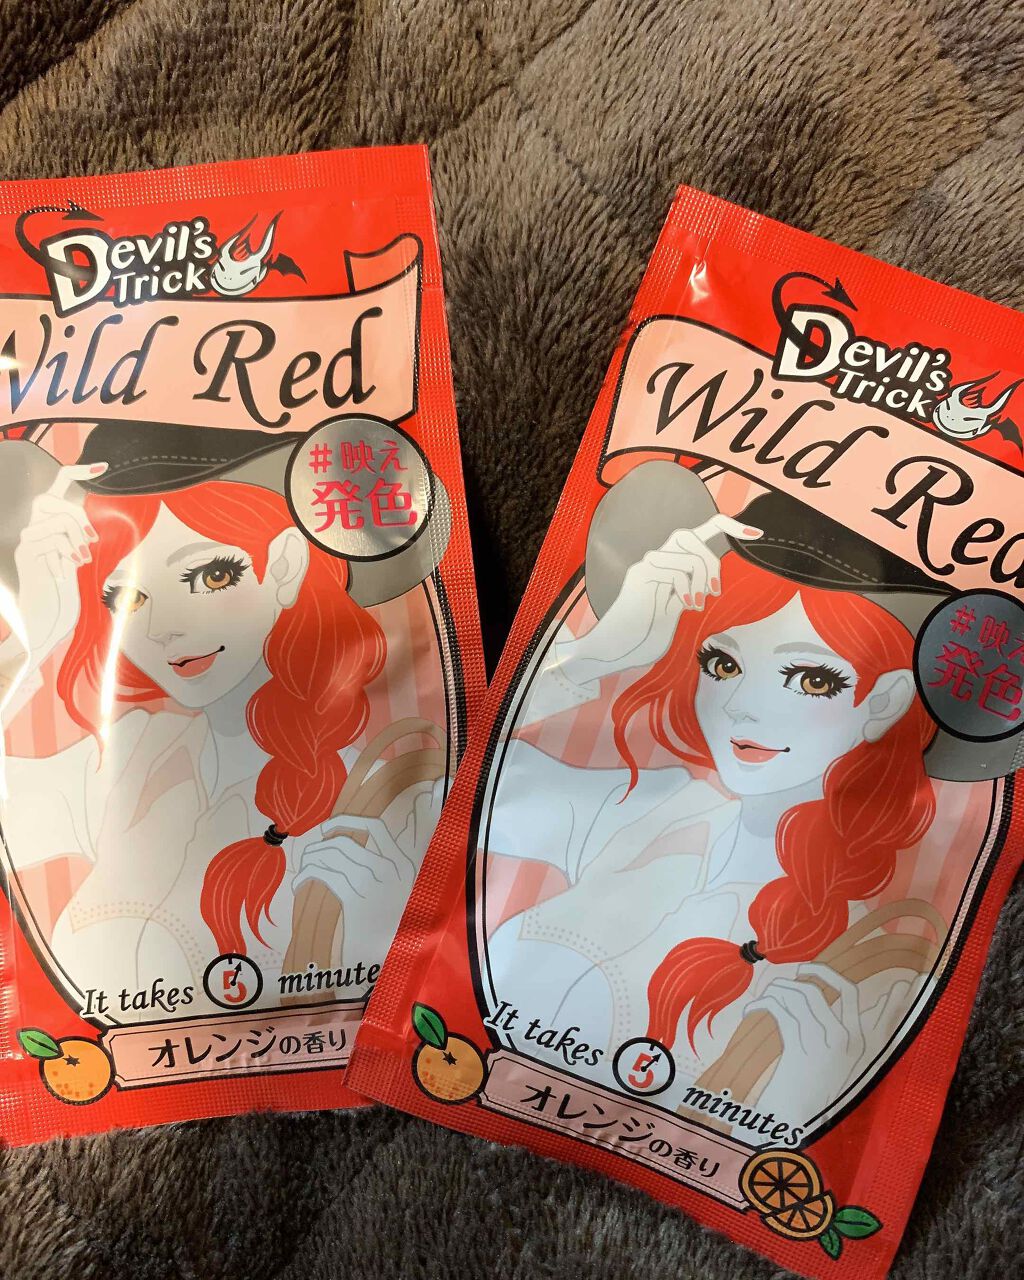 Devil's
Trick
Wild Red
#映え
発色
It takes 5 minutes
オレンジの香り
Devil's
Trick
Wild Red
#映え
発色
It takes 5 minutes
オレンジの香り